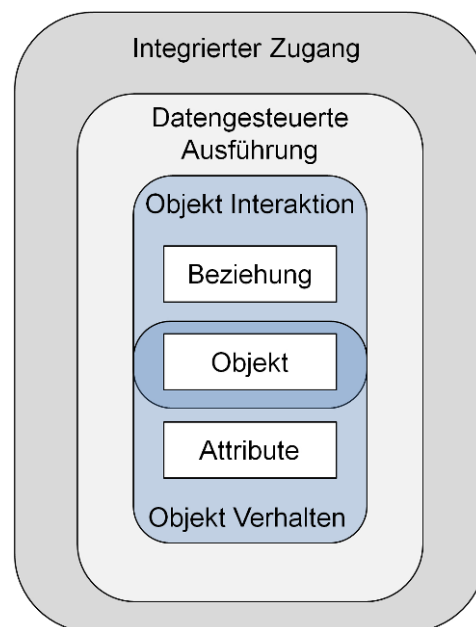 Integrierter Zugang
Datengesteuerte
Ausführung
Objekt Interaktion
Beziehung
Objekt
Attribute
Objekt Verhalten